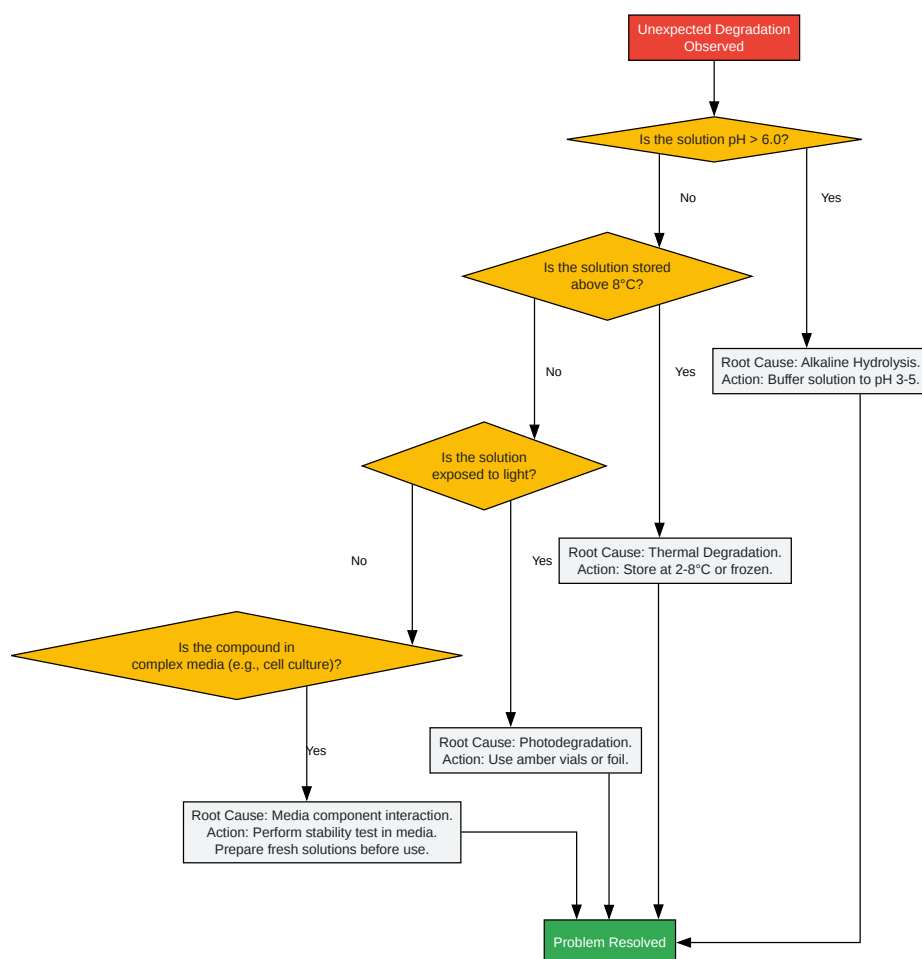 Unexpected Degradation
Observed
Is the solution pH > 6.0?
No
Yes
Is the solution stored
above 8°C?
No
Yes
Root Cause: Alkaline Hydrolysis.
Action: Buffer solution to pH 3-5.
Is the solution
exposed to light?
No
Yes
Root Cause: Thermal Degradation.
Action: Store at 2-8°C or frozen.
Is the compound in
complex media (e.g., cell culture)?
Yes
Root Cause: Photodegradation.
Action: Use amber vials or foil.
Root Cause: Media component interaction.
Action: Perform stability test in media.
Prepare fresh solutions before use.
Problem Resolved